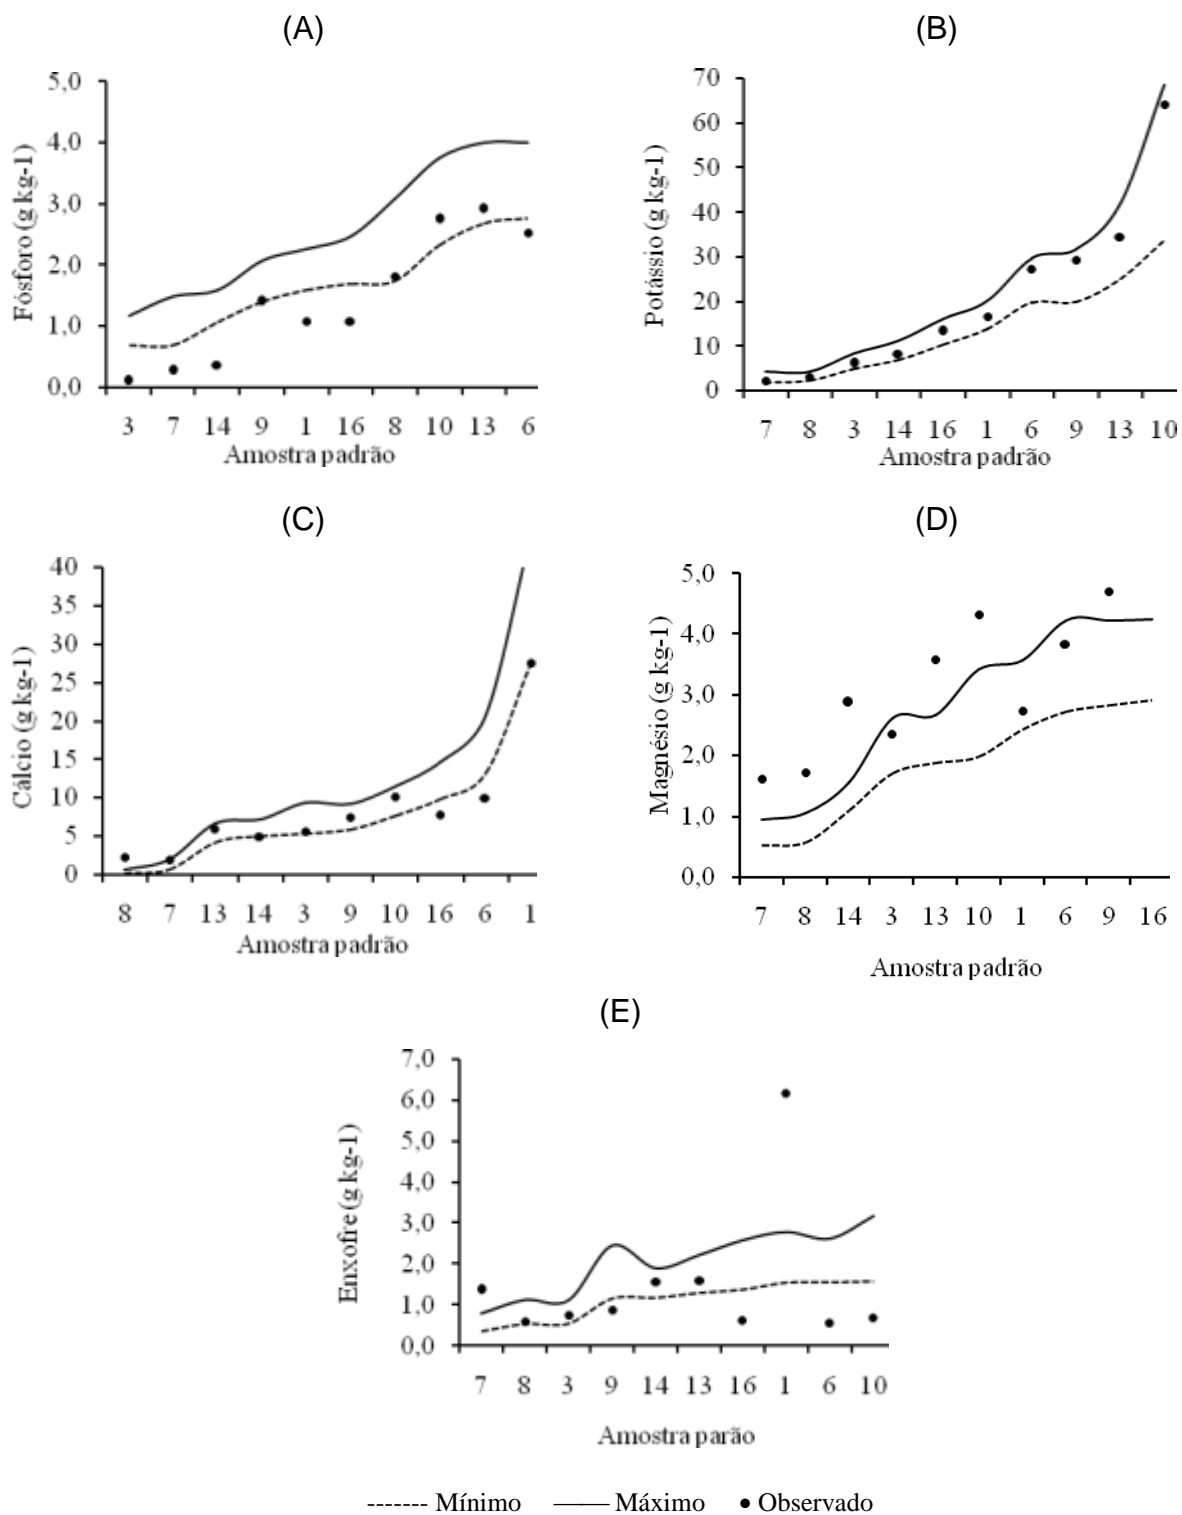 (A)
5,0
4,0
3,0
2,0
1,0
0,0
Fósforo (g kg-1)
3 7 14 9 1 16 8 10 13 6
Amostra padrão
(B)
70
60
50
40
30
20
10
0
Potássio (g kg-1)
7 8 3 14 16 1 6 9 13 10
Amostra padrão
(C)
40
35
30
25
20
15
10
5
0
Cálcio (g kg-1)
8 7 13 14 3 9 10 16 6 1
Amostra padrão
(D)
5,0
4,0
3,0
2,0
1,0
0,0
Magnésio (g kg-1)
7 8 14 3 13 10 1 6 9 16
Amostra padrão
(E)
7,0
6,0
5,0
4,0
3,0
2,0
1,0
0,0
Enxofre (g kg-1)
7 8 3 9 14 13 16 1 6 10
Amostra parão
Mínimo Máximo Observado